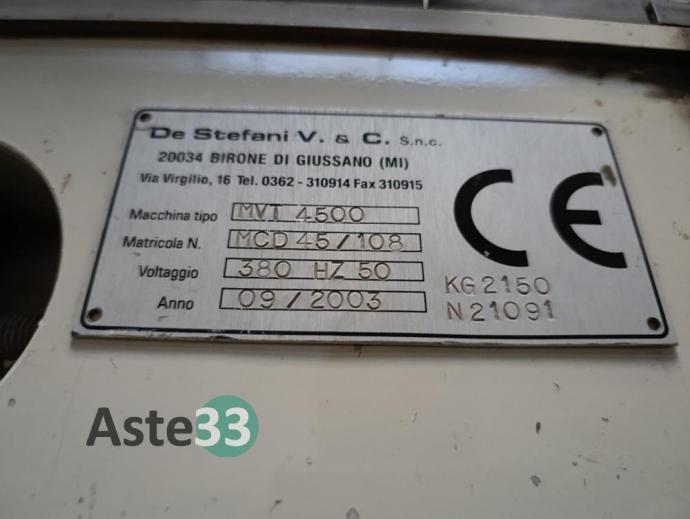 De Stefani V. & C. S.n.c.
20034 BIRONE DI GIUSSANO (MI)
Via Virgilio, 16 Tel. 0362 - 310914 Fax 310915
Macchina tipo MVT 4500
Matricola N. MCD 45/108
Voltaggio 380 HZ 50
Anno 09/2003
CE
KG 2150
N 21091
Aste33